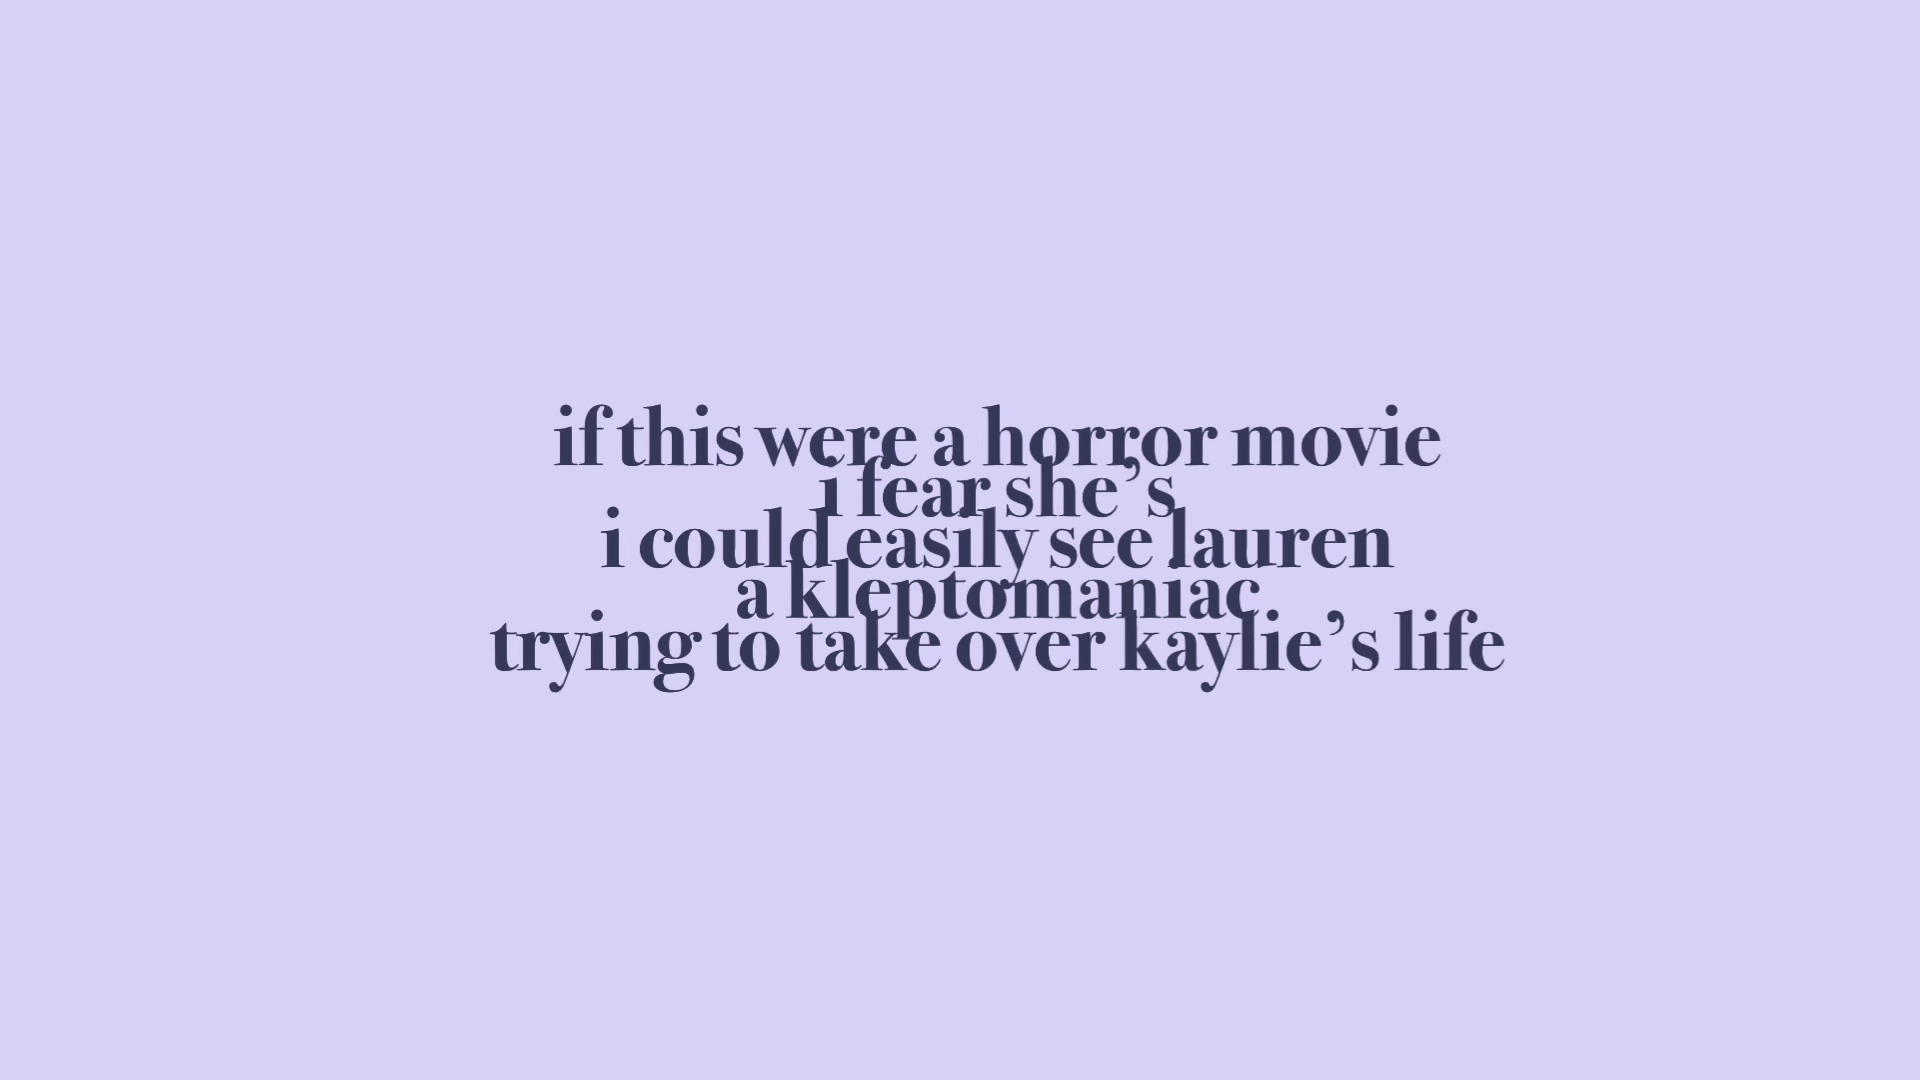 if this were a horror movie
i fear she’s
i could easily see lauren
a kleptomaniac
trying to take over kaylie’s life